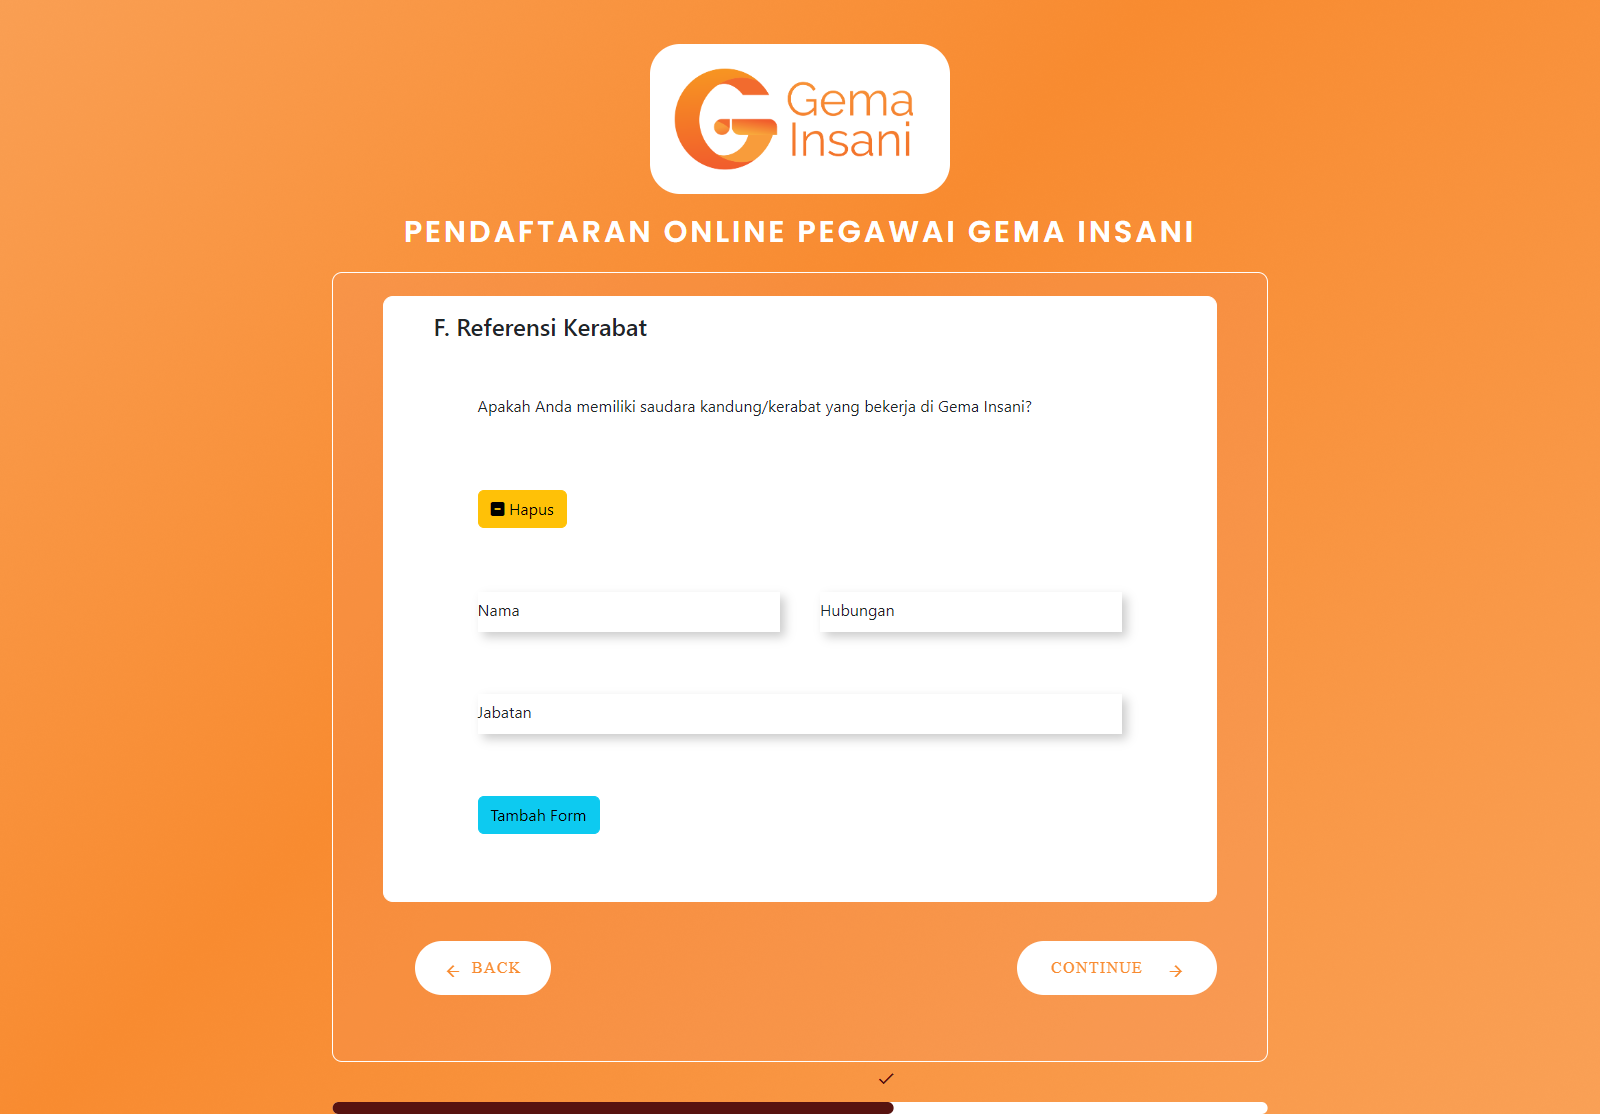 Gema
Insani
PENDAFTARAN ONLINE PEGAWAI GEMA INSANI
F. Referensi Kerabat
Apakah Anda memiliki saudara kandung/kerabat yang bekerja di Gema Insani?
Hapus
Nama
Hubungan
Jabatan
Tambah Form
BACK
CONTINUE